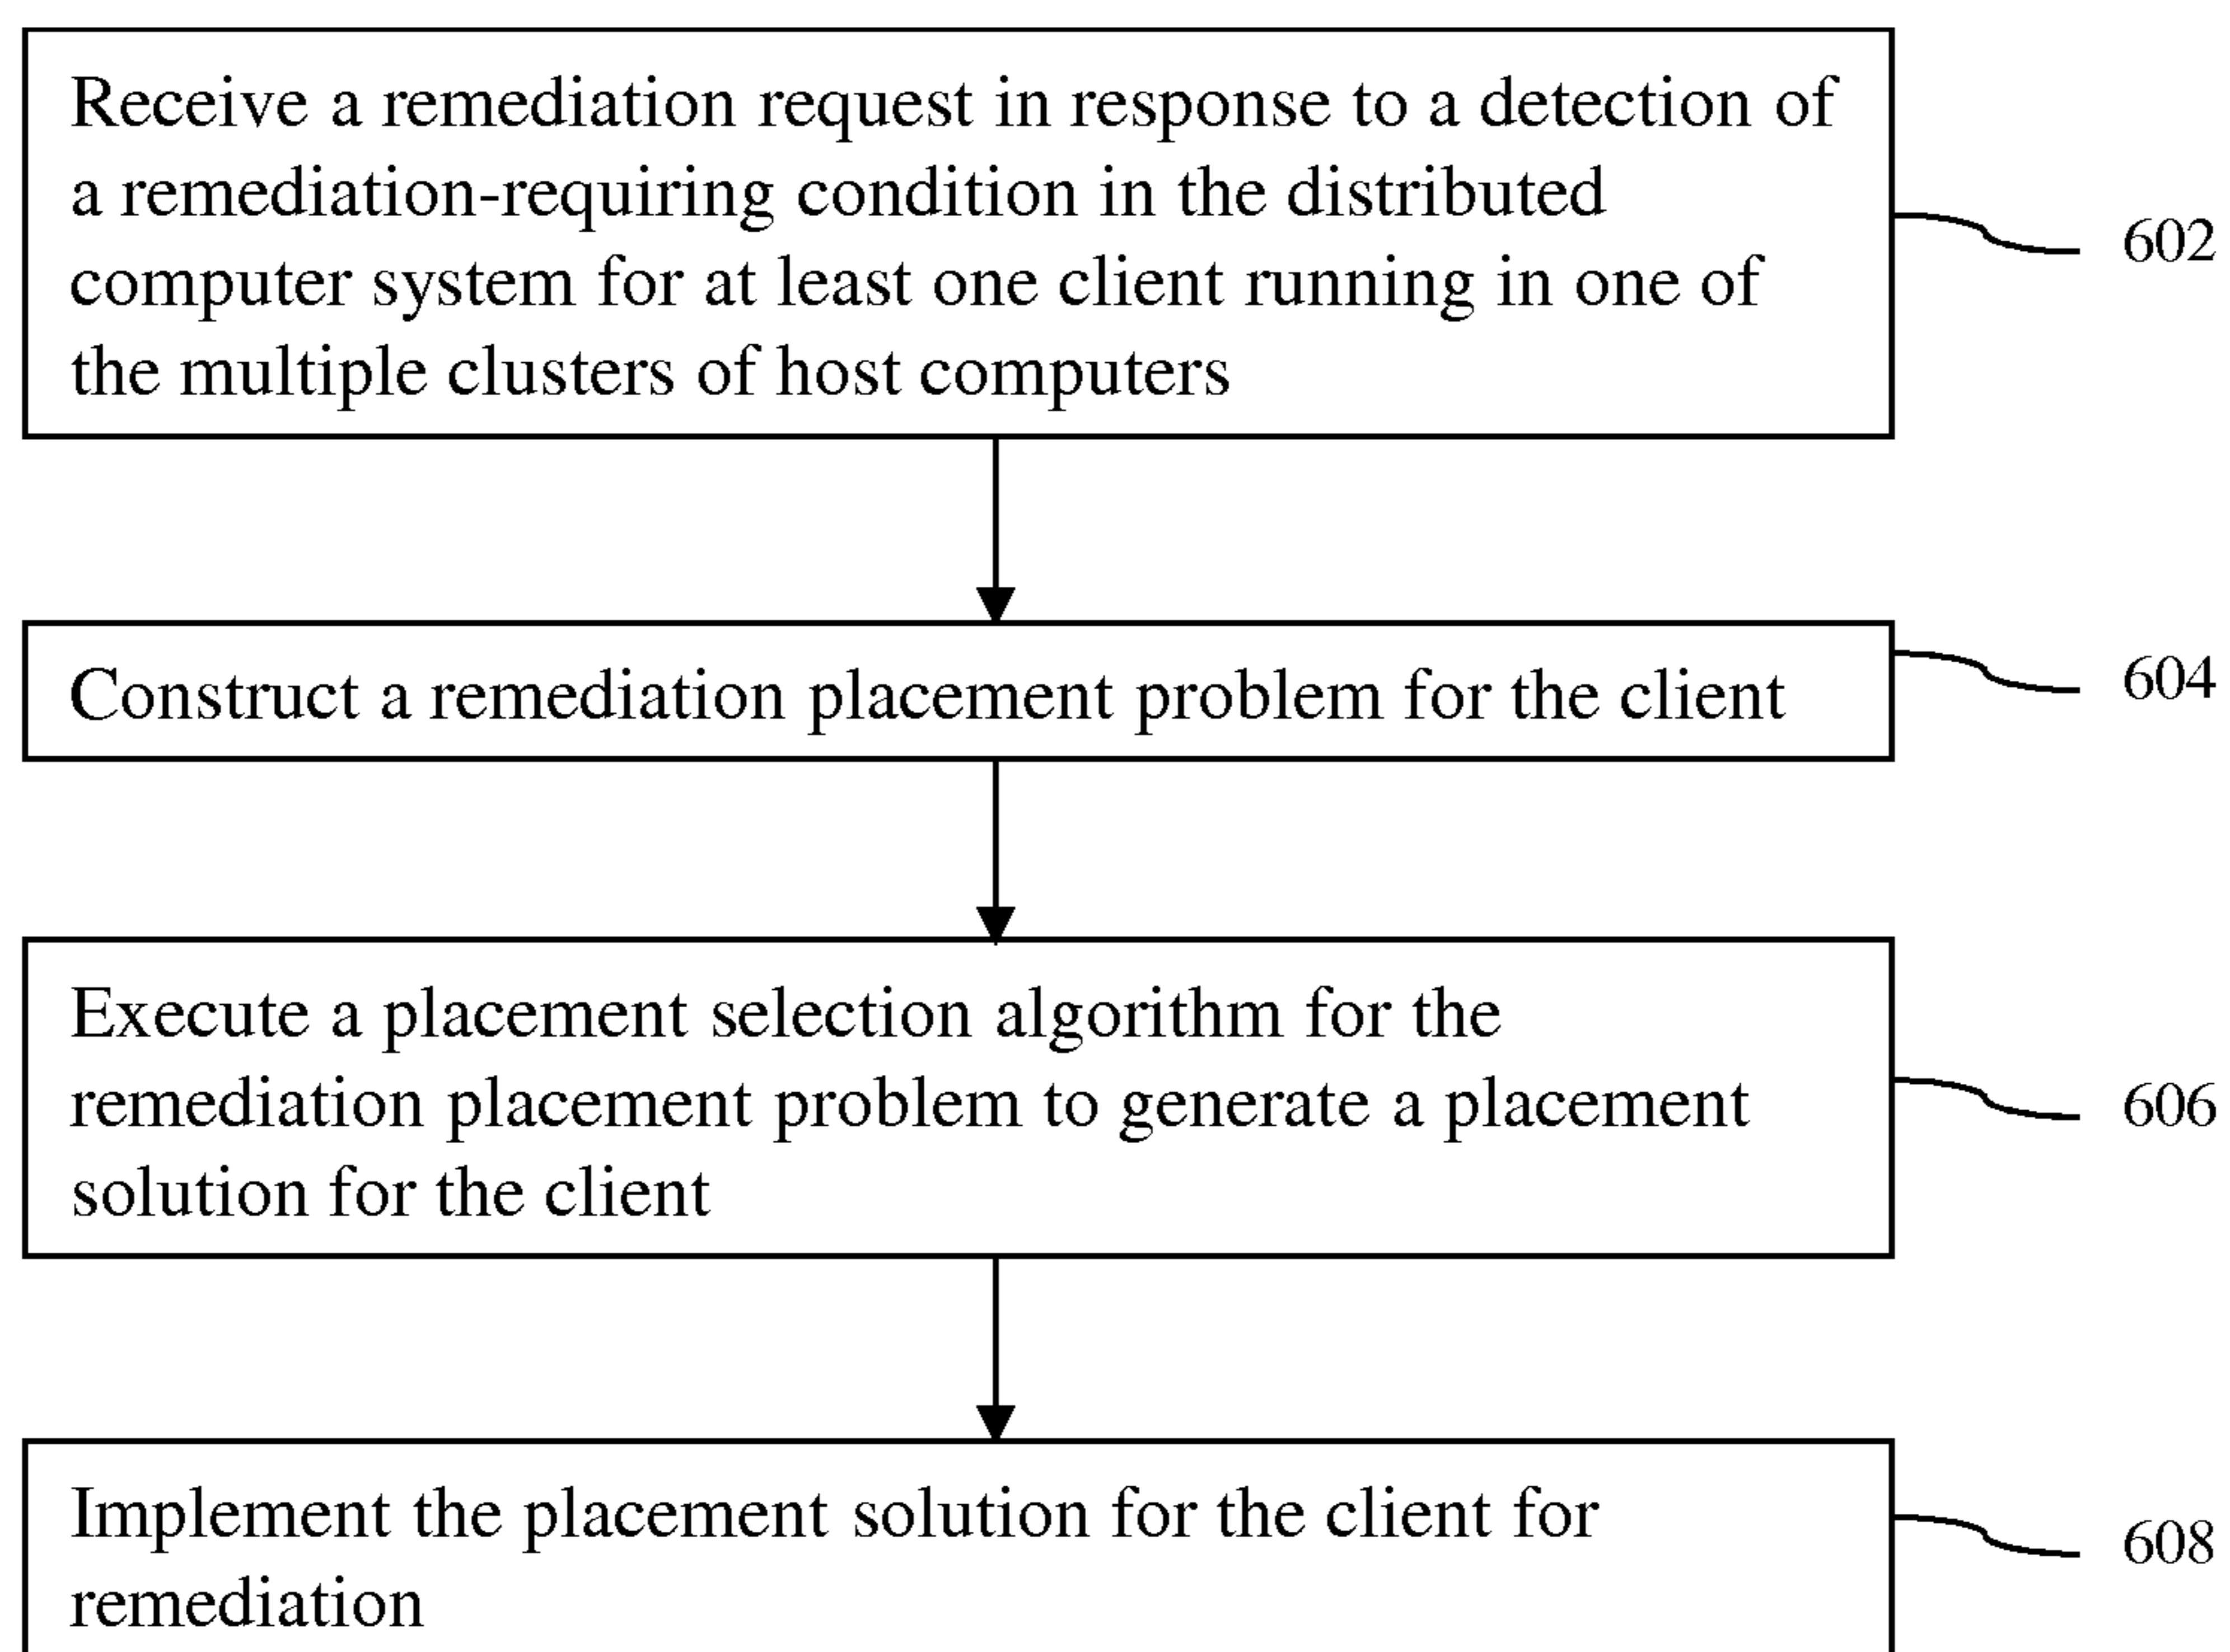 Receive a remediation request in response to a detection of
a remediation-requiring condition in the distributed
computer system for at least one client running in one of
the multiple clusters of host computers
602
Construct a remediation placement problem for the client
604
Execute a placement selection algorithm for the
remediation placement problem to generate a placement
solution for the client
606
Implement the placement solution for the client for
remediation
608